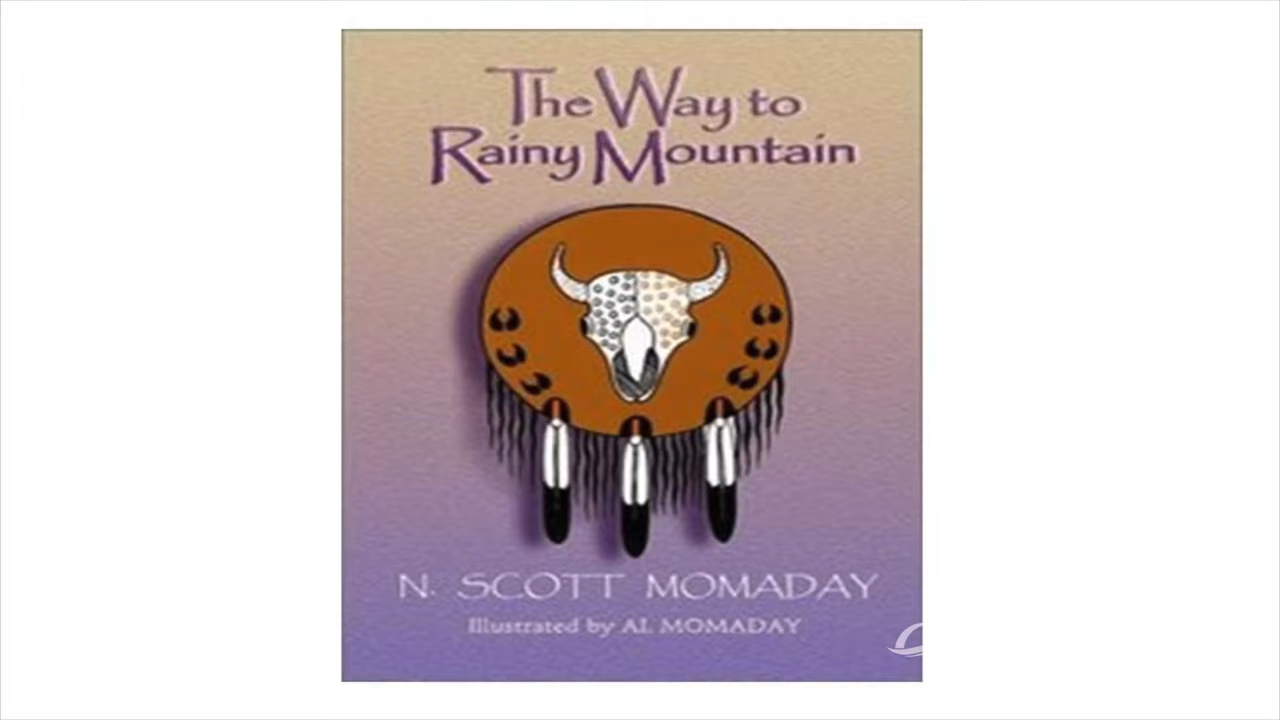 The Way to
Rainy Mountain
N. SCOTT MOMADAY
Illustrated by AL MOMADAY